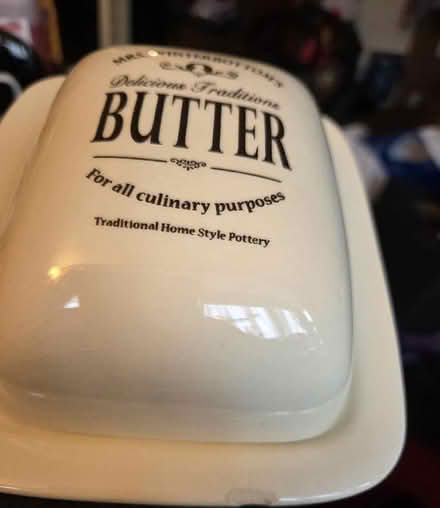 MRS. WINTERBOTTOM'S
Delicious Traditions
BUTTER
For all culinary purposes
Traditional Home Style Pottery